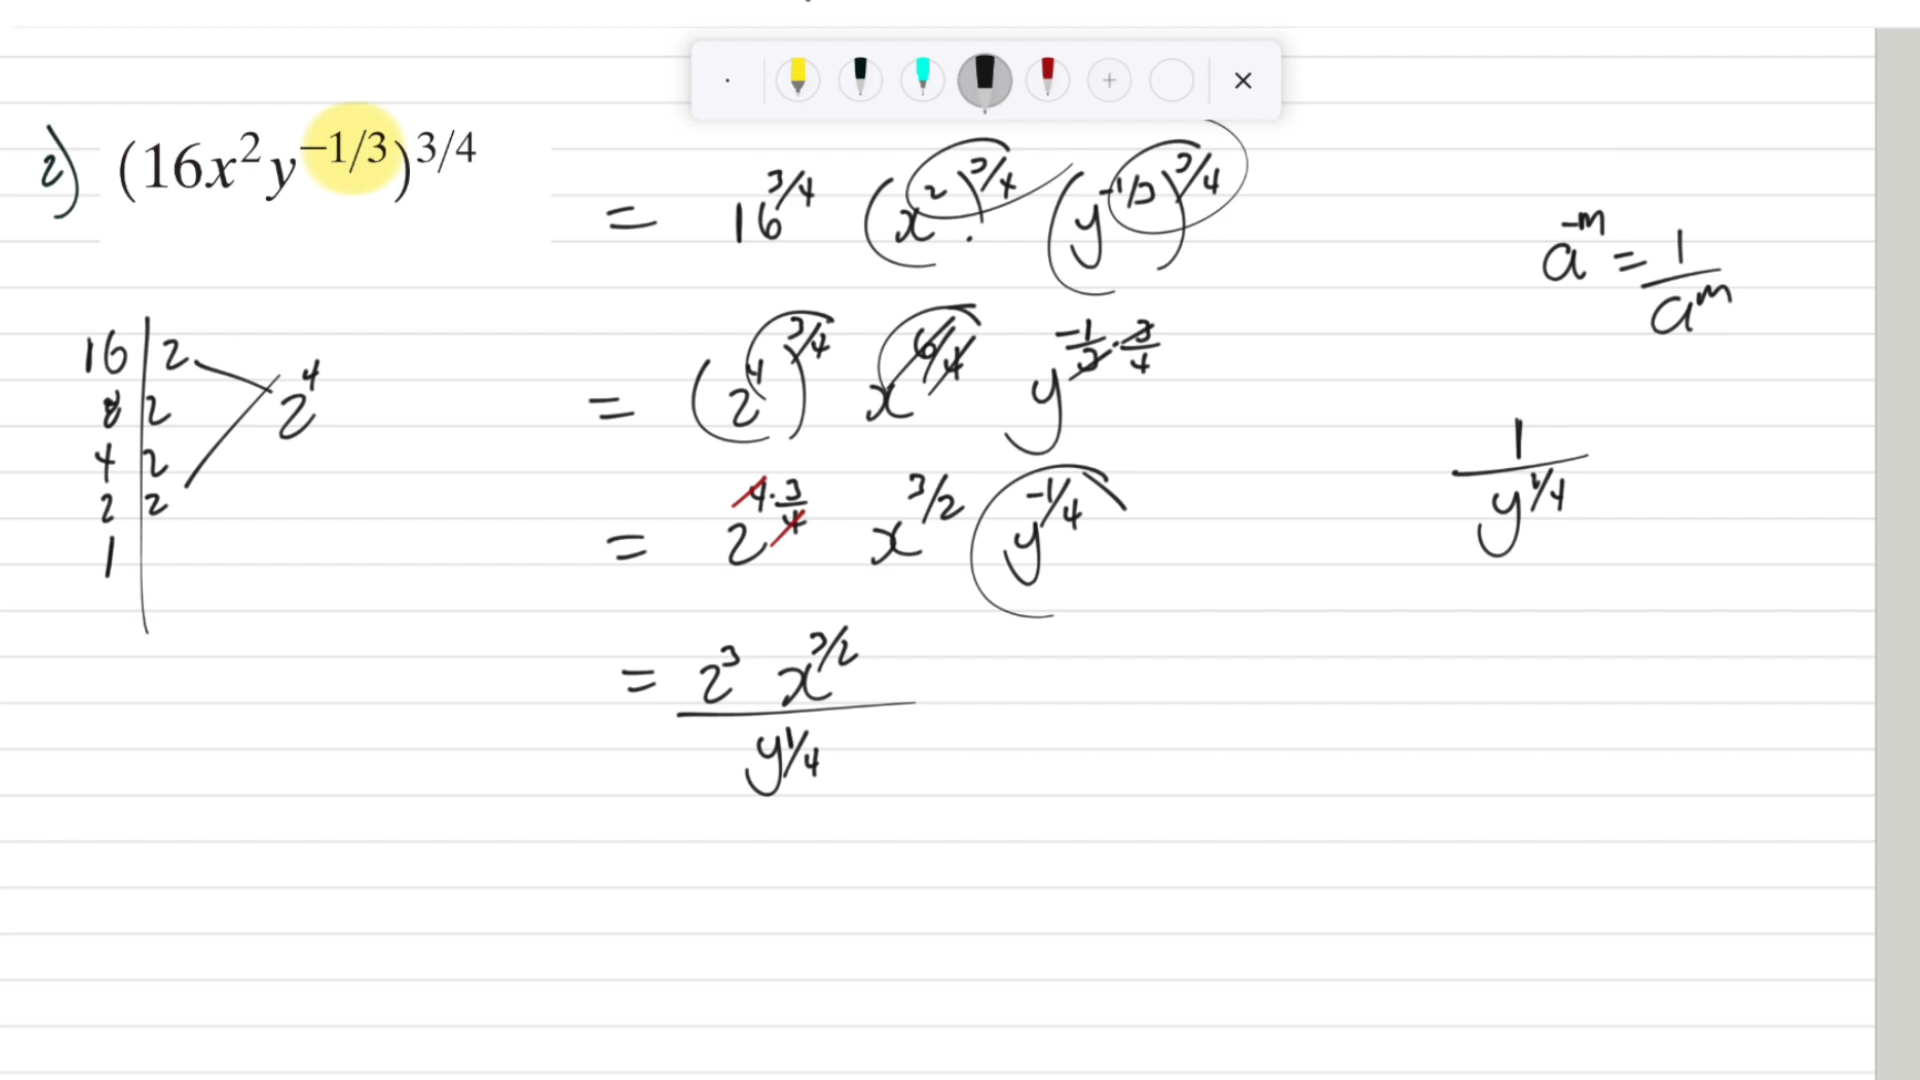 2) (16x²y^{-1/3})^{3/4}
= 16^{3/4} (x²)^{3/4} (y^{-1/3})^{3/4}
a^{-m} = 1/a^m
16 | 2
8 | 2
4 | 2
2 | 2
1
2⁴
= (2⁴)^{3/4} x^{6/4} y^{-1/3 · 3/4}
= 2^{4 · 3/4} x^{3/2} y^{-1/4}
1/y^{1/4}
= 2³ x^{3/2}
y^{1/4}